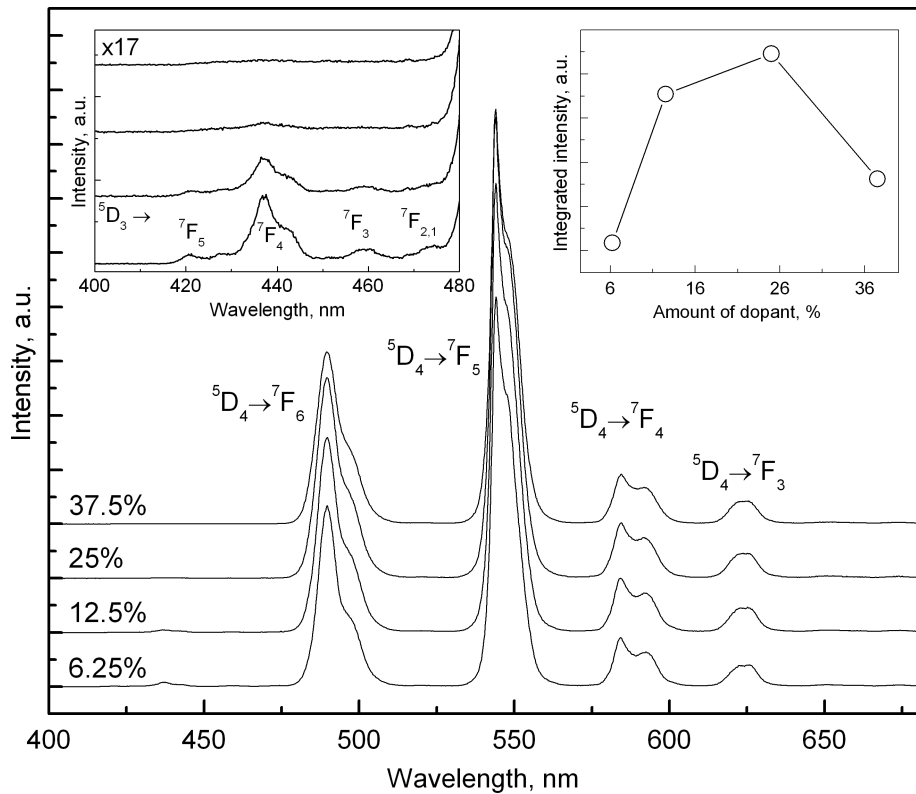 x17
Intensity, a.u.
⁵D₃ →
⁷F₅
⁷F₄
⁷F₃
⁷F₂,₁
400
420
440
460
480
Wavelength, nm
Integrated intensity, a.u.
6
16
26
36
Amount of dopant, %
Intensity, a.u.
⁵D₄→⁷F₆
⁵D₄→⁷F₅
⁵D₄→⁷F₄
⁵D₄→⁷F₃
37.5%
25%
12.5%
6.25%
400
450
500
550
600
650
Wavelength, nm